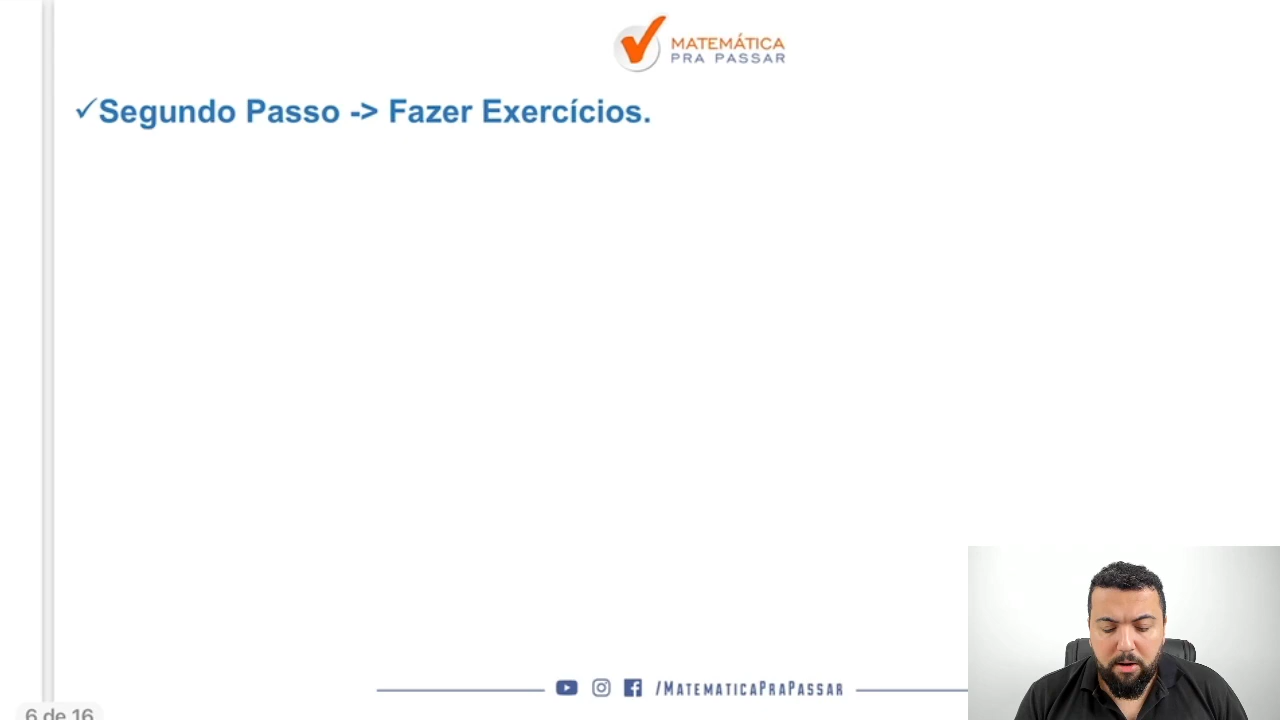 MATEMÁTICA
PRA PASSAR
✓Segundo Passo -> Fazer Exercícios.
/MATEMATICAPRAPASSAR
6 de 16